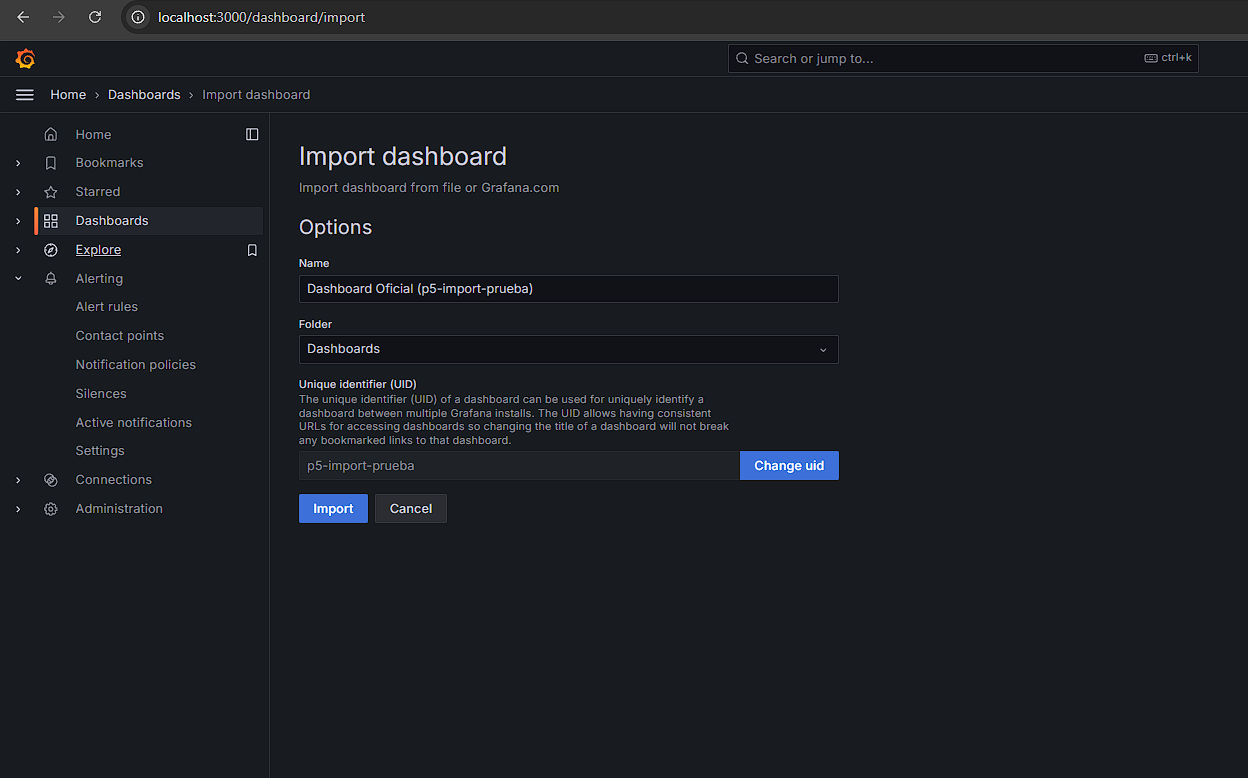 localhost:3000/dashboard/import
Search or jump to...
ctrl+k
Home › Dashboards › Import dashboard
Home
Bookmarks
Starred
Dashboards
Explore
Alerting
Alert rules
Contact points
Notification policies
Silences
Active notifications
Settings
Connections
Administration
Import dashboard
Import dashboard from file or Grafana.com
Options
Name
Dashboard Oficial (p5-import-prueba)
Folder
Dashboards
Unique identifier (UID)
The unique identifier (UID) of a dashboard can be used for uniquely identify a
dashboard between multiple Grafana installs. The UID allows having consistent
URLs for accessing dashboards so changing the title of a dashboard will not break
any bookmarked links to that dashboard.
p5-import-prueba
Change uid
Import
Cancel